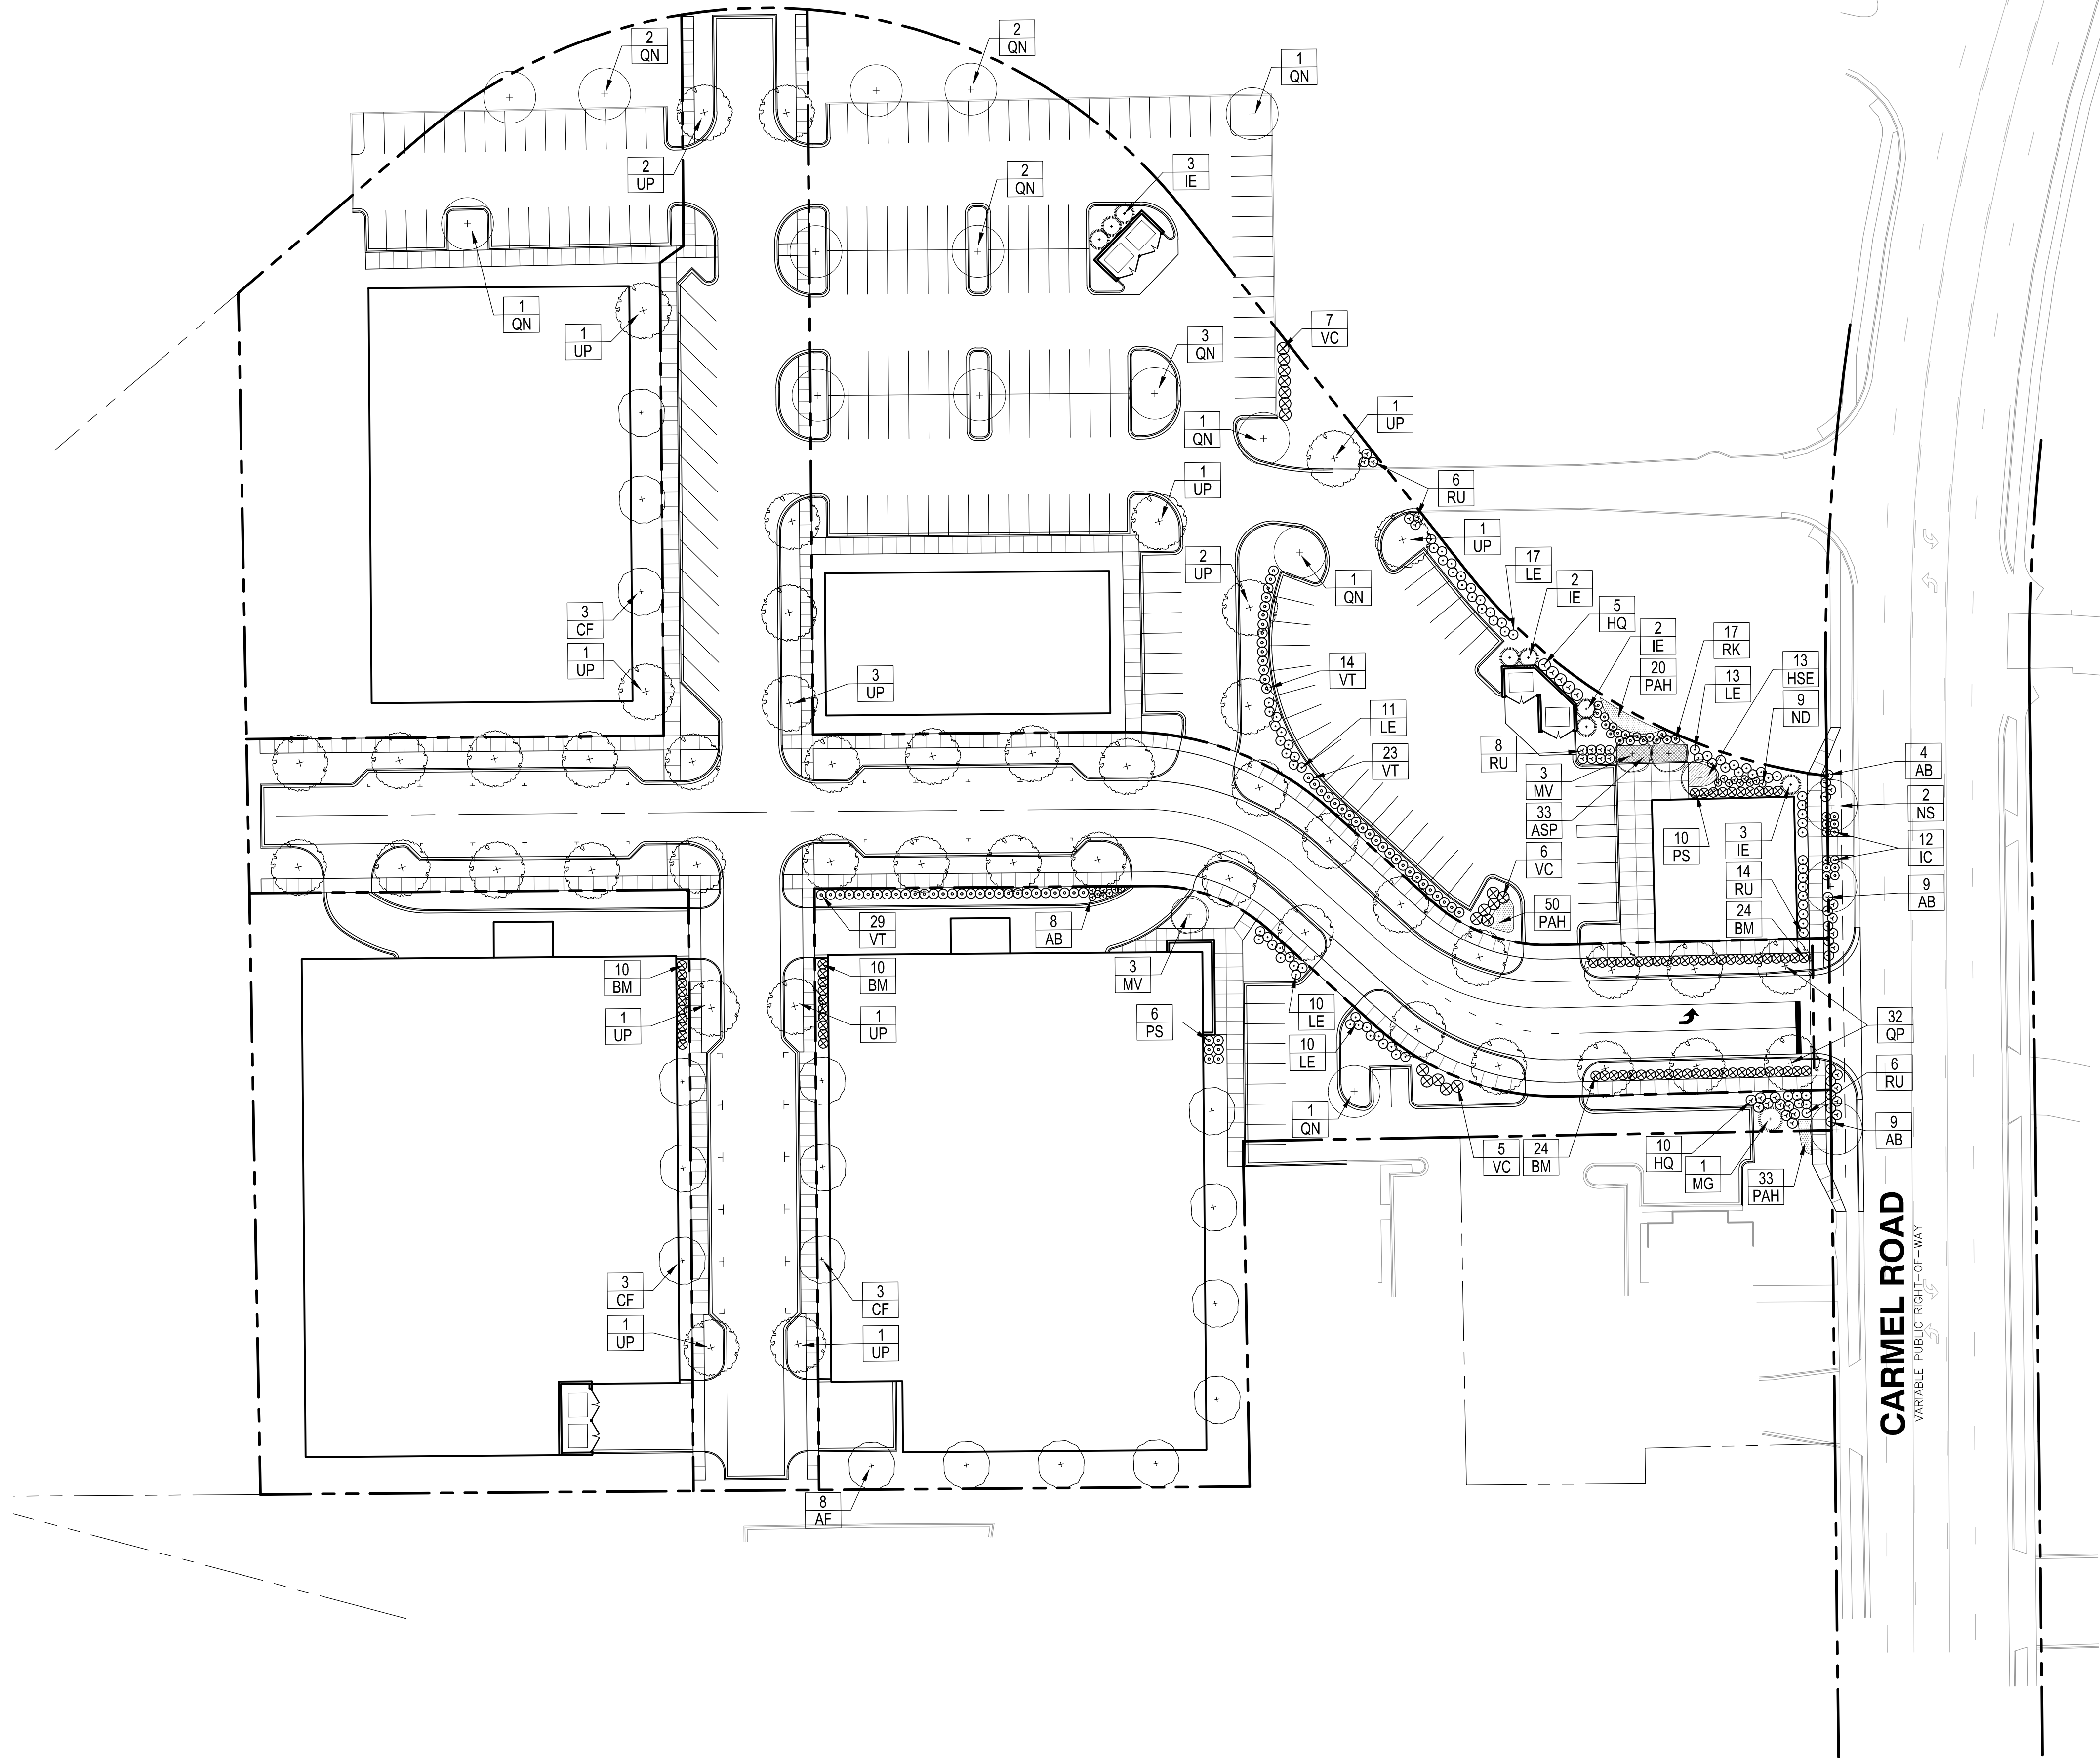 2
QN
2
QN
1
QN
2
UP
2
QN
3
IE
1
QN
1
UP
7
VC
3
QN
1
UP
1
QN
1
UP
6
RU
1
UP
2
UP
1
QN
17
LE
2
IE
5
HQ
2
IE
20
PAH
17
RK
13
LE
13
HSE
9
ND
3
CF
1
UP
3
UP
14
VT
11
LE
23
VT
8
RU
3
MV
33
ASP
10
PS
3
IE
14
RU
24
BM
4
AB
2
NS
12
IC
9
AB
6
VC
50
PAH
29
VT
8
AB
10
BM
10
BM
3
MV
1
UP
1
UP
6
PS
10
LE
10
LE
32
QP
6
RU
1
QN
9
AB
5
VC
24
BM
10
HQ
1
MG
33
PAH
3
CF
3
CF
1
UP
1
UP
8
AF
CARMEL ROAD
VARIABLE PUBLIC RIGHT-OF-WAY